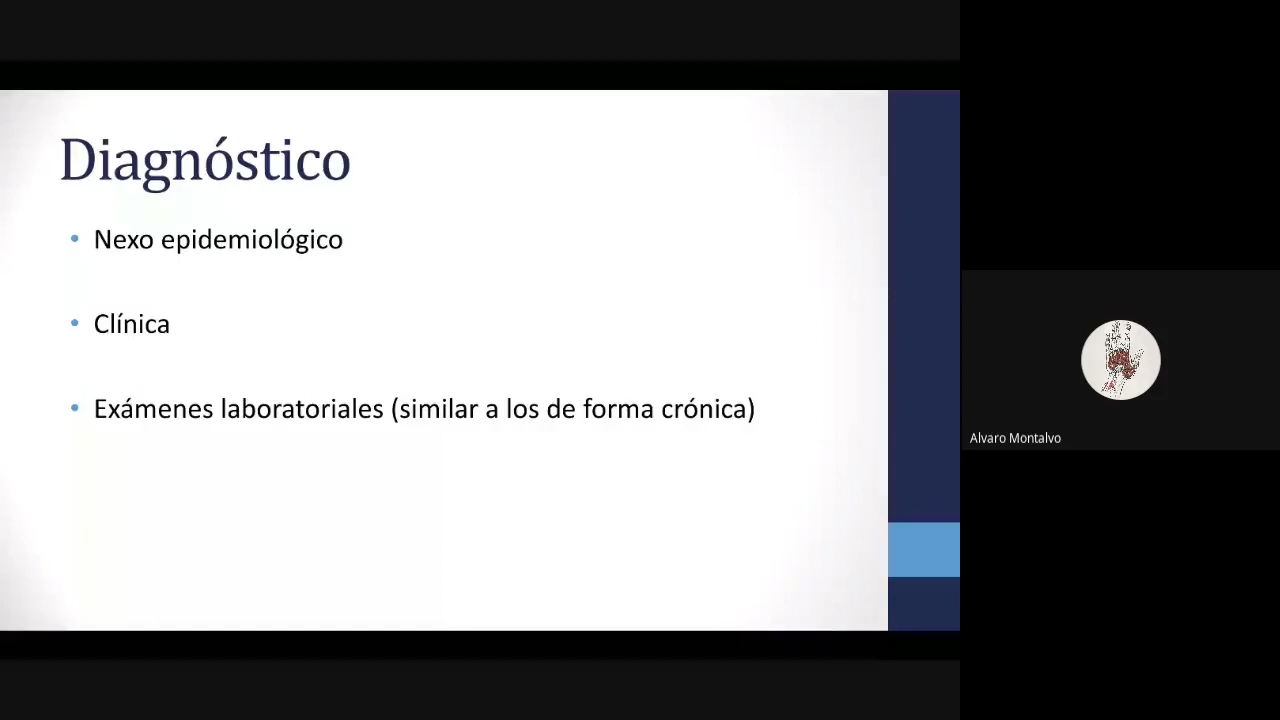 Diagnóstico
• Nexo epidemiológico
• Clínica
• Exámenes laboratoriales (similar a los de forma crónica)
Alvaro Montalvo